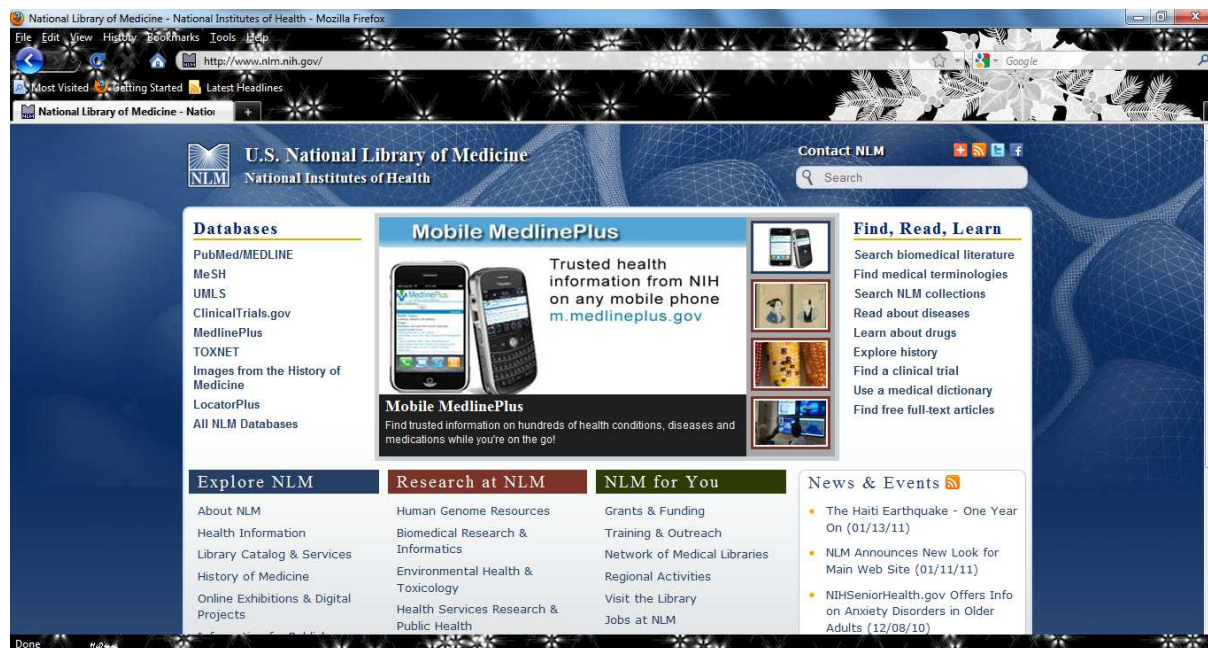 National Library of Medicine - National Institutes of Health - Mozilla Firefox
File Edit View History Bookmarks Tools Help
http://www.nlm.nih.gov/
Google
Most Visited Getting Started Latest Headlines
National Library of Medicine - Natio
U.S. National Library of Medicine
National Institutes of Health
NLM
Contact NLM
Search
Databases
PubMed/MEDLINE
MeSH
UMLS
ClinicalTrials.gov
MedlinePlus
TOXNET
Images from the History of
Medicine
LocatorPlus
All NLM Databases
Mobile MedlinePlus
Trusted health
information from NIH
on any mobile phone
m.medlineplus.gov
MedlinePlus
Mobile MedlinePlus
Find trusted information on hundreds of health conditions, diseases and
medications while you're on the go!
Find, Read, Learn
Search biomedical literature
Find medical terminologies
Search NLM collections
Read about diseases
Learn about drugs
Explore history
Find a clinical trial
Use a medical dictionary
Find free full-text articles
Explore NLM
About NLM
Health Information
Library Catalog & Services
History of Medicine
Online Exhibitions & Digital
Projects
Research at NLM
Human Genome Resources
Biomedical Research &
Informatics
Environmental Health &
Toxicology
Health Services Research &
Public Health
NLM for You
Grants & Funding
Training & Outreach
Network of Medical Libraries
Regional Activities
Visit the Library
Jobs at NLM
News & Events
The Haiti Earthquake - One Year
On (01/13/11)
NLM Announces New Look for
Main Web Site (01/11/11)
NIHSeniorHealth.gov Offers Info
on Anxiety Disorders in Older
Adults (12/08/10)
Done